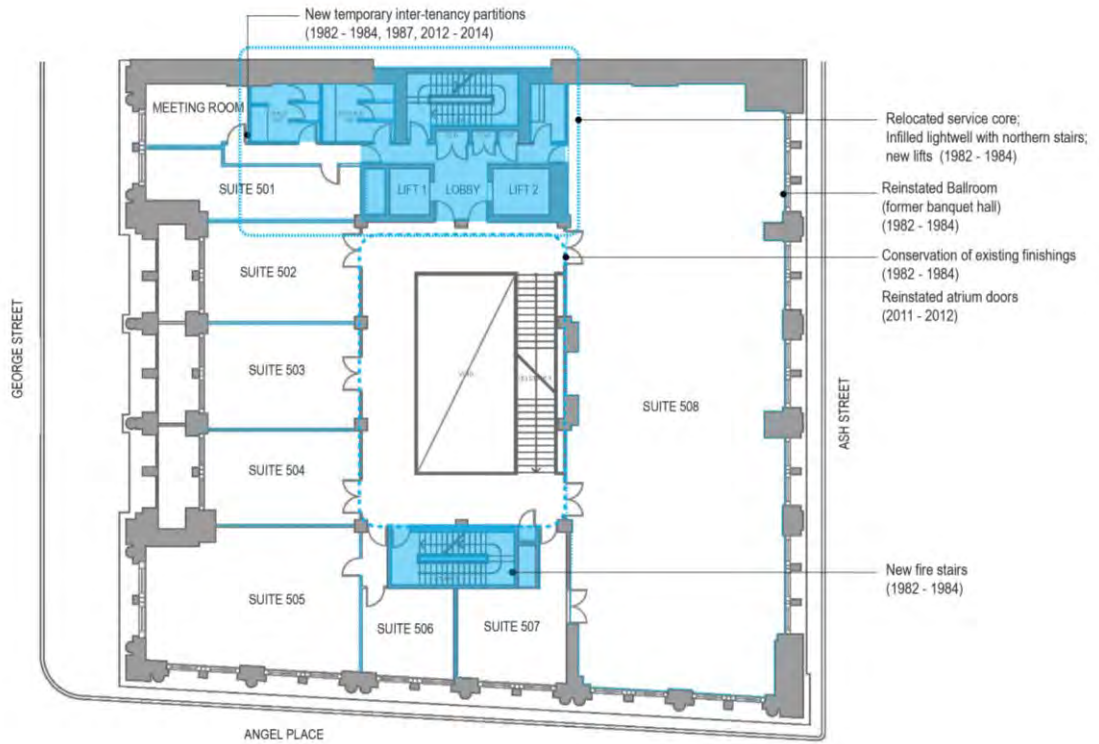 New temporary inter-tenancy partitions
(1982 - 1984, 1987, 2012 - 2014)
MEETING ROOM
Relocated service core;
Infilled lightwell with northern stairs;
new lifts (1982 - 1984)
SUITE 501
LIFT 1
LOBBY
LIFT 2
Reinstated Ballroom
(former banquet hall)
(1982 - 1984)
Conservation of existing finishings
(1982 - 1984)
Reinstated atrium doors
(2011 - 2012)
SUITE 502
GEORGE STREET
SUITE 503
VOID
SUITE 508
ASH STREET
SUITE 504
New fire stairs
(1982 - 1984)
SUITE 505
SUITE 506
SUITE 507
ANGEL PLACE